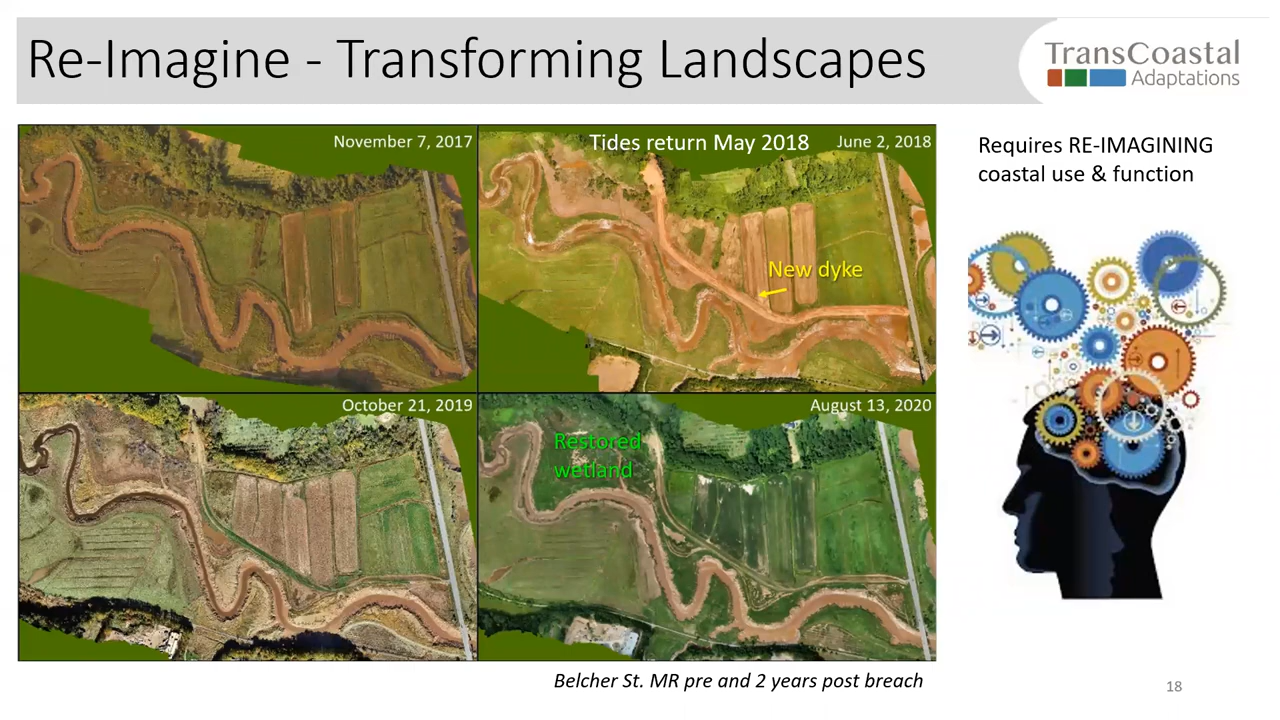 Re-Imagine - Transforming Landscapes
TransCoastal
Adaptations
November 7, 2017
Tides return May 2018
June 2, 2018
New dyke
Requires RE-IMAGINING
coastal use & function
October 21, 2019
August 13, 2020
Restored
wetland
Belcher St. MR pre and 2 years post breach
18